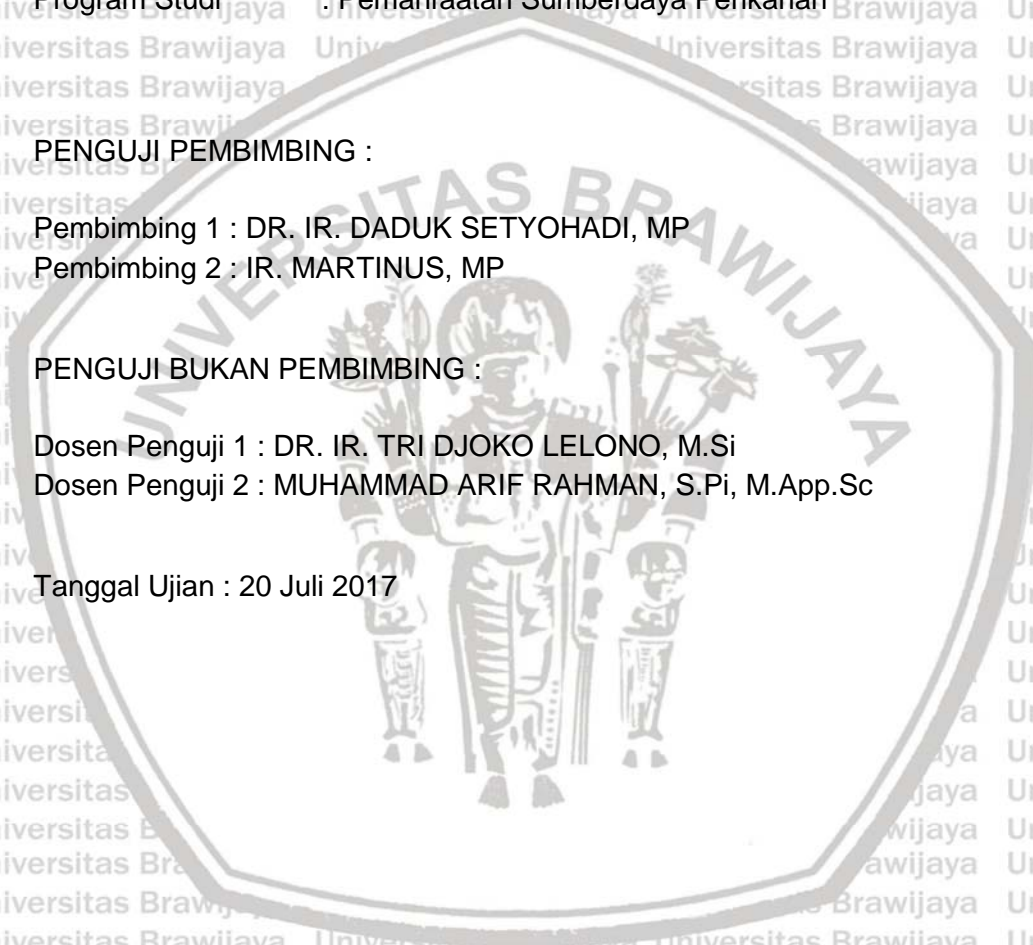 Program Studi : Pemanfaatan Sumberdaya Perikanan
PENGUJI PEMBIMBING :
Pembimbing 1 : DR. IR. DADUK SETYOHADI, MP
Pembimbing 2 : IR. MARTINUS, MP
PENGUJI BUKAN PEMBIMBING :
Dosen Penguji 1 : DR. IR. TRI DJOKO LELONO, M.Si
Dosen Penguji 2 : MUHAMMAD ARIF RAHMAN, S.Pi, M.App.Sc
Tanggal Ujian : 20 Juli 2017
UNIVERSITAS BRAWIJAYA